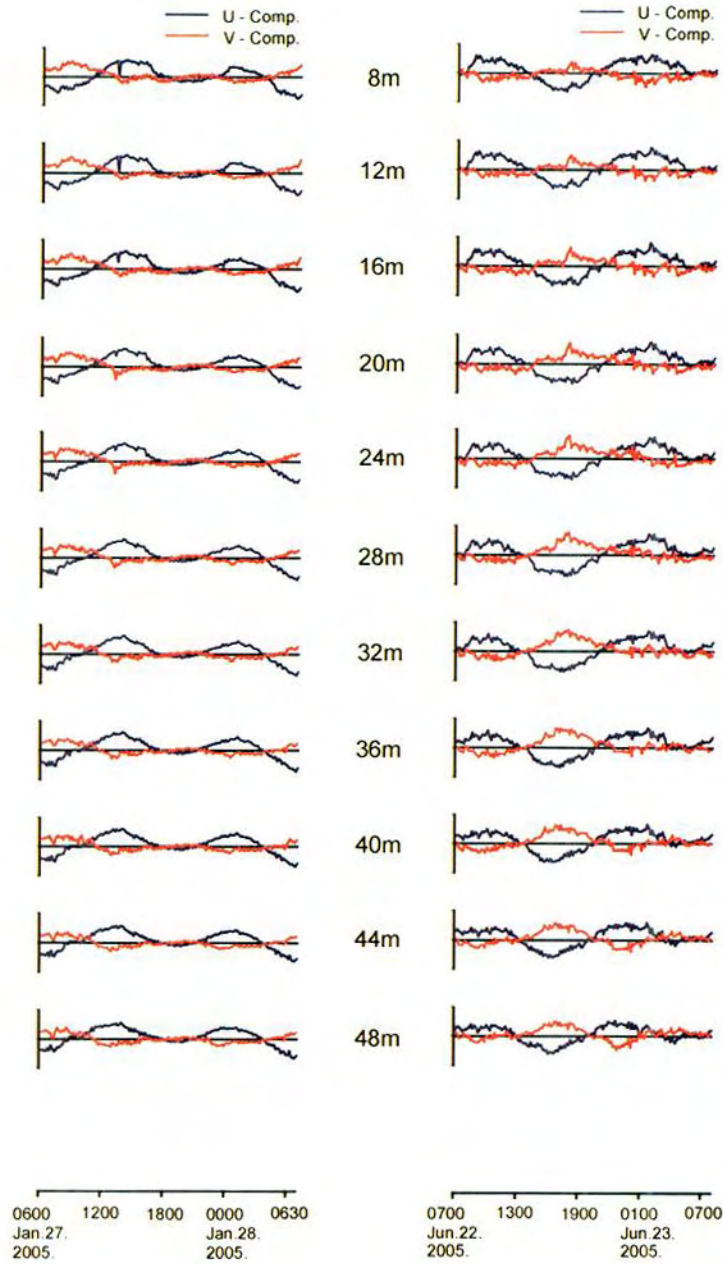 U - Comp.
V - Comp.
U - Comp.
V - Comp.
8m
12m
16m
20m
24m
28m
32m
36m
40m
44m
48m
0600 1200 1800 0000 0630
Jan.27. Jan.28.
2005. 2005.
0700 1300 1900 0100 0700
Jun.22. Jun.23.
2005. 2005.